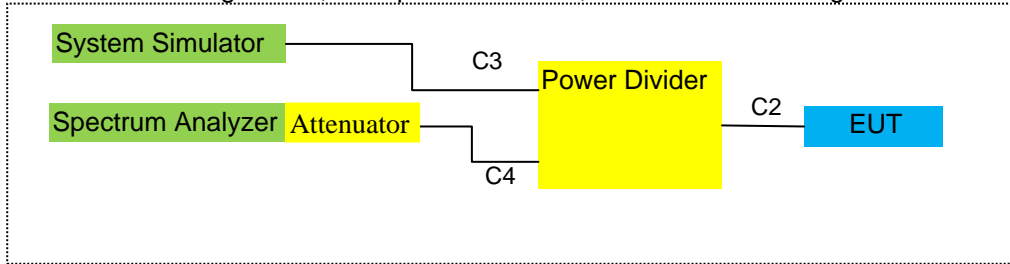 System Simulator
C3
Power Divider
Spectrum Analyzer
Attenuator
C2
EUT
C4